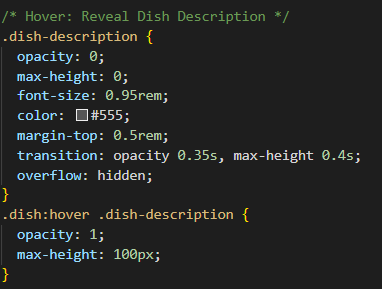 /* Hover: Reveal Dish Description */
.dish-description {
  opacity: 0;
  max-height: 0;
  font-size: 0.95rem;
  color: #555;
  margin-top: 0.5rem;
  transition: opacity 0.35s, max-height 0.4s;
  overflow: hidden;
}
.dish:hover .dish-description {
  opacity: 1;
  max-height: 100px;
}